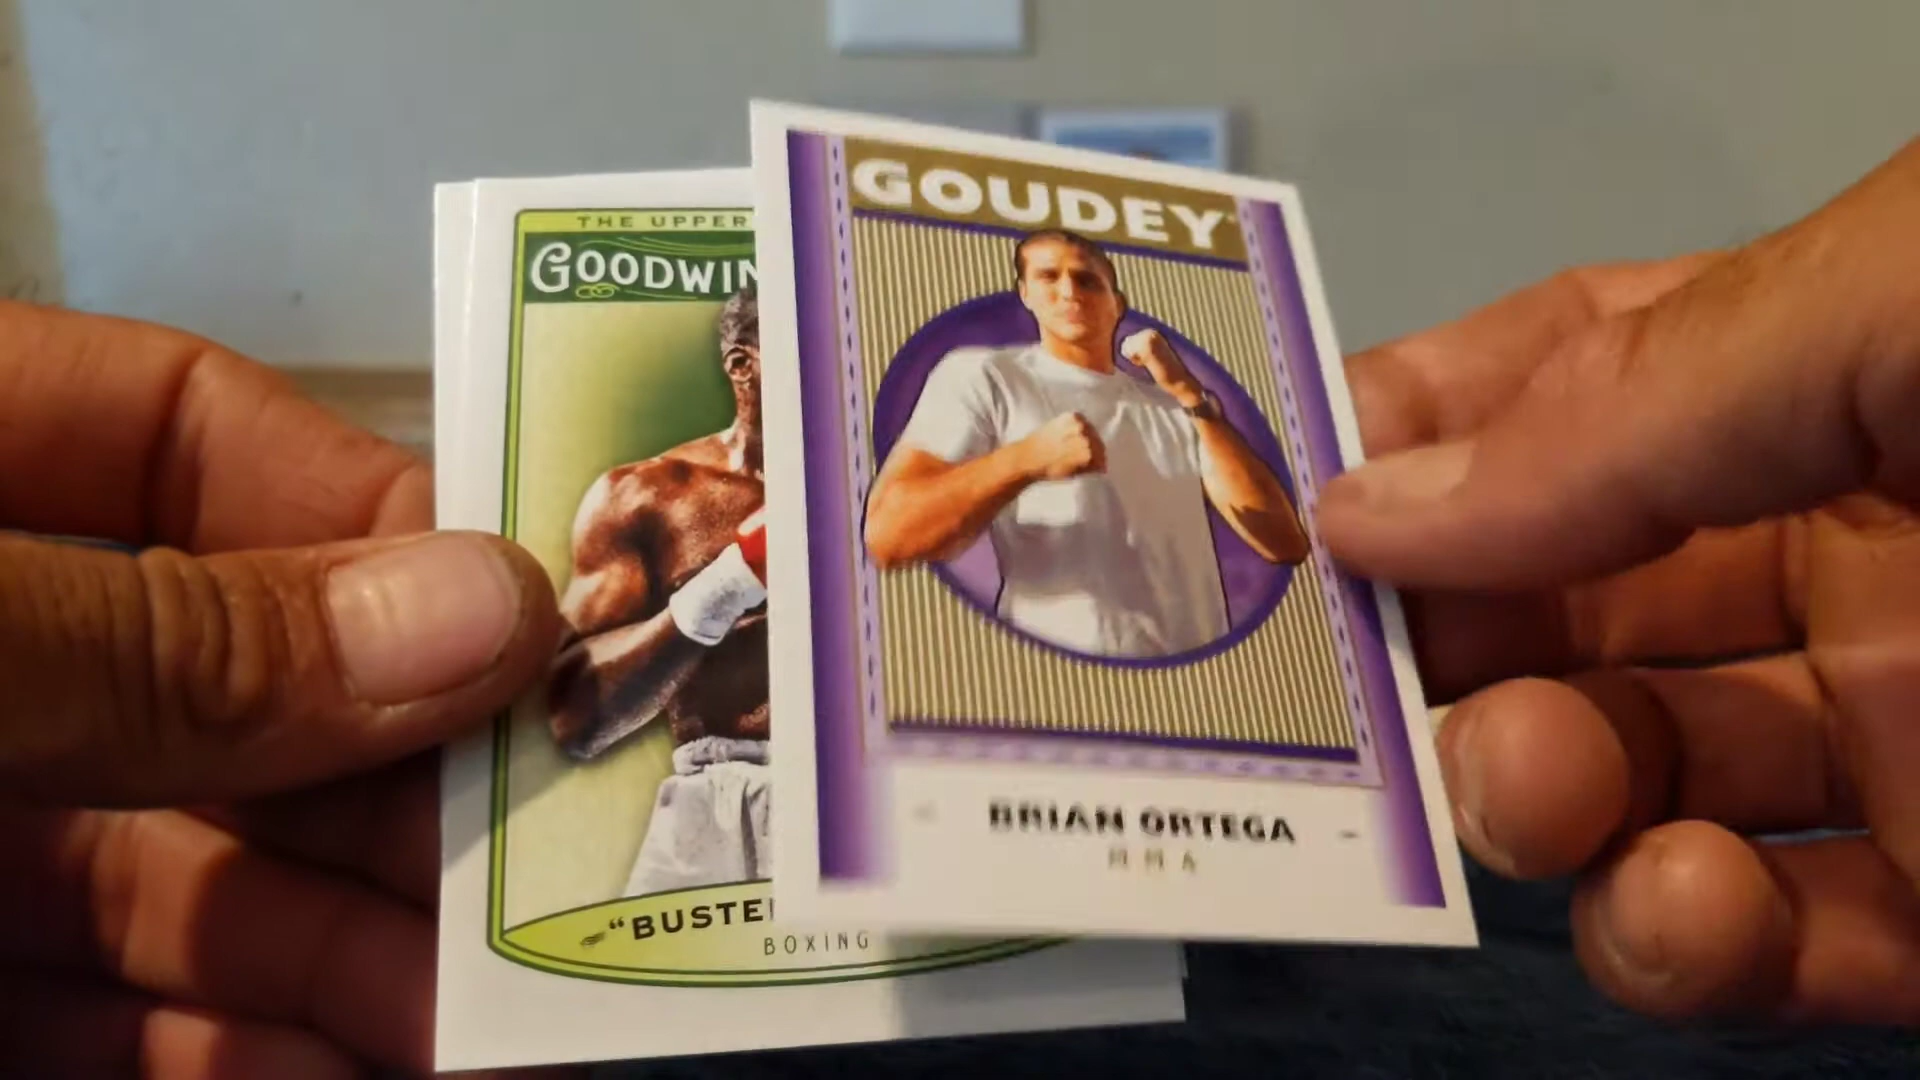 THE UPPER
GOODWIN
"BUSTE
BOXING
GOUDEY
BRIAN ORTEGA
MMA